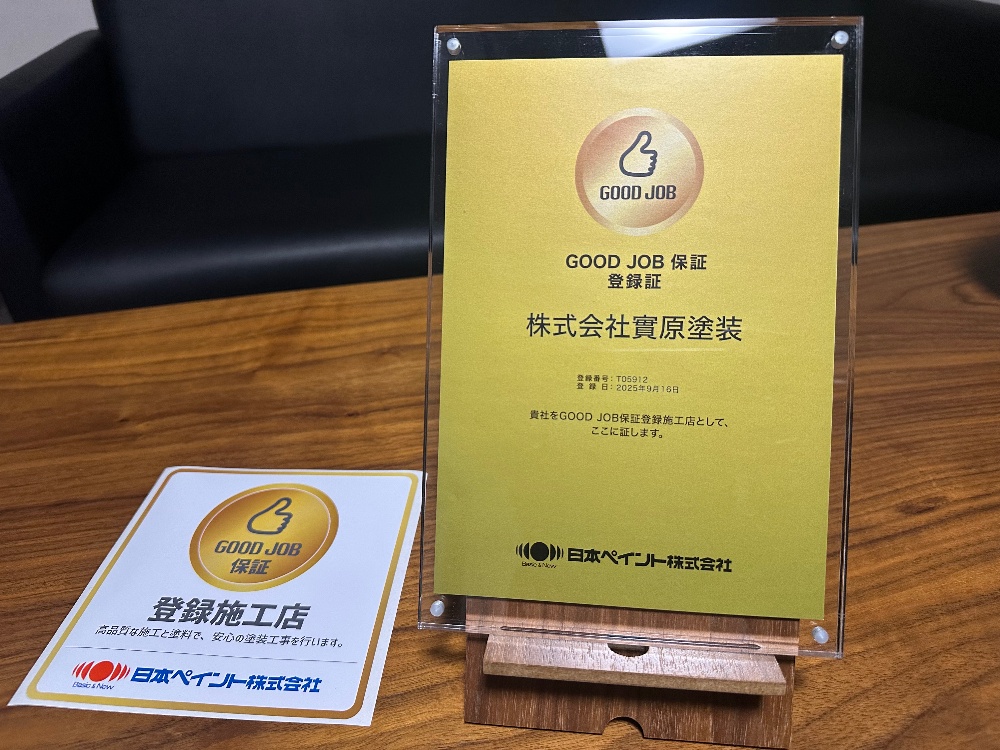 GOOD JOB
GOOD JOB 保証
登録証
株式会社實原塗装
登録番号：T05912
登 録 日：2025年9月16日
貴社をGOOD JOB保証登録施工店として、
ここに証します。
Basic & New
日本ペイント株式会社
GOOD JOB
保証
登録施工店
高品質な施工と塗料で、安心の塗装工事を行います。
Basic & New
日本ペイント株式会社